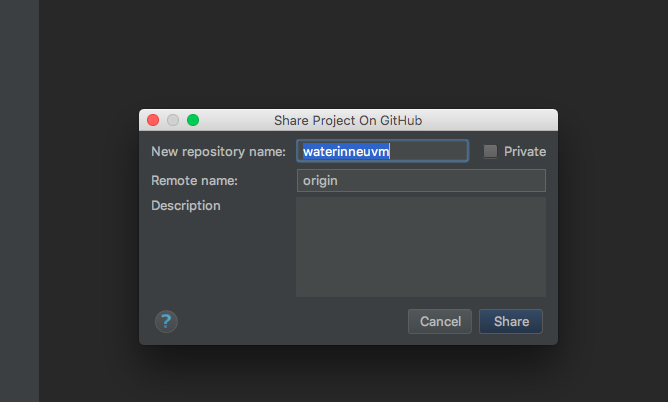 Share Project On GitHub
New repository name: waterinneuvm Private
Remote name: origin
Description
? Cancel Share